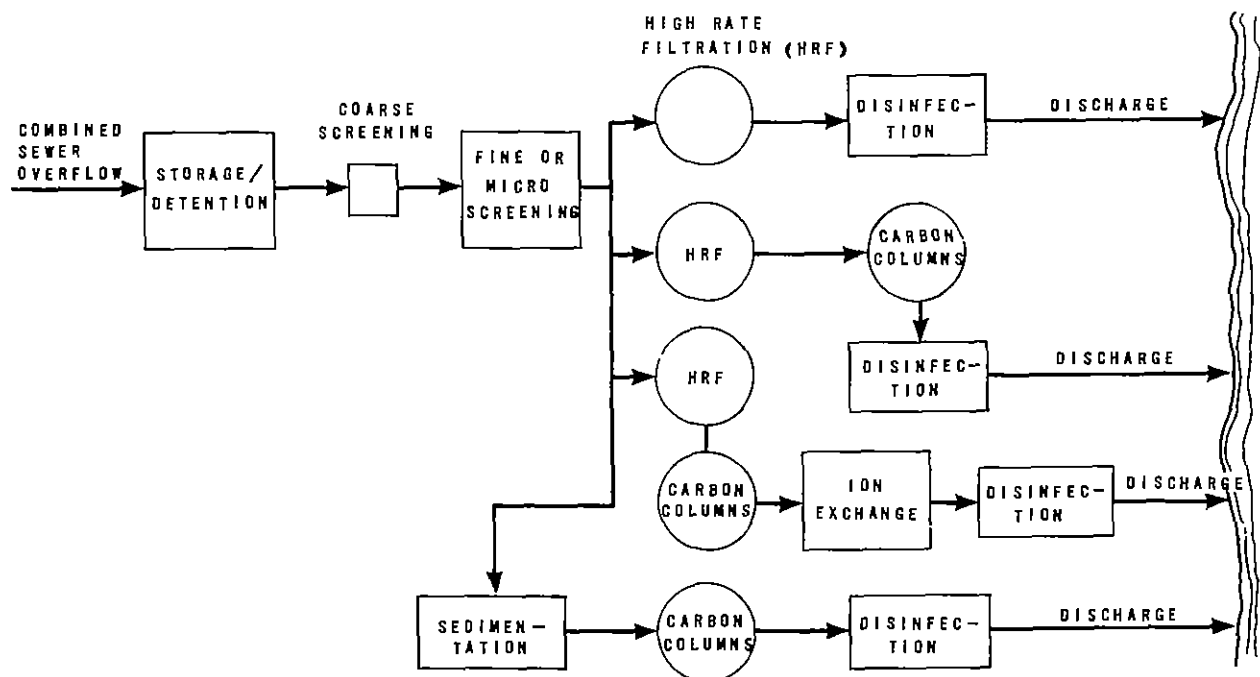 HIGH RATE
FILTRATION (HRF)
COMBINED
SEWER
OVERFLOW
STORAGE/
DETENTION
COARSE
SCREENING
FINE OR
MICRO
SCREENING
DISINFEC-
TION
DISCHARGE
HRF
CARBON
COLUMNS
DISINFEC-
TION
DISCHARGE
HRF
CARBON
COLUMNS
ION
EXCHANGE
DISINFEC-
TION
DISCHARGE
SEDIMEN-
TATION
CARBON
COLUMNS
DISINFEC-
TION
DISCHARGE